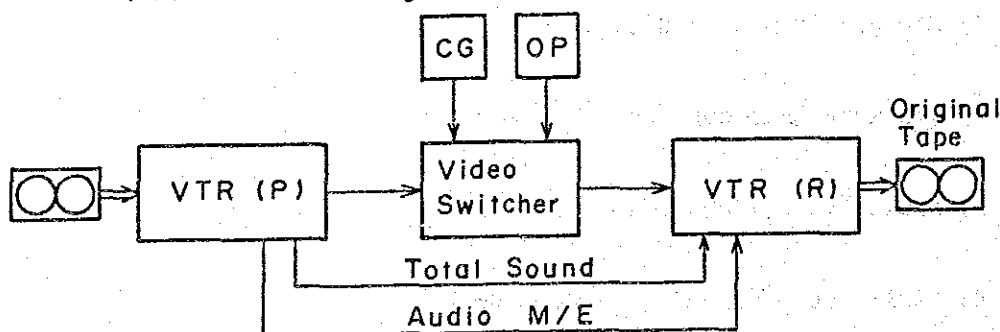 CG
OP
Original
Tape
VTR (P)
Video
Switcher
VTR (R)
Total Sound
Audio M/E